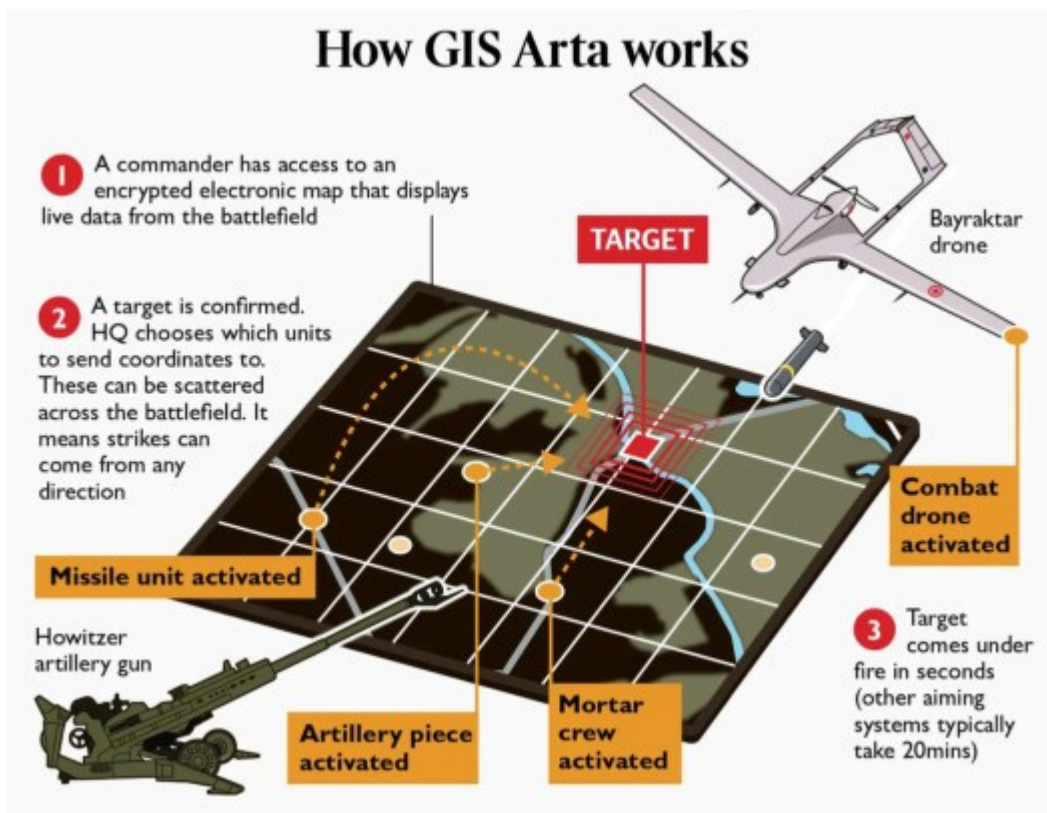 How GIS Arta works
1 A commander has access to an
encrypted electronic map that displays
live data from the battlefield
TARGET
Bayraktar
drone
2 A target is confirmed.
HQ chooses which units
to send coordinates to.
These can be scattered
across the battlefield. It
means strikes can
come from any
direction
Combat
drone
activated
Missile unit activated
Howitzer
artillery gun
Artillery piece
activated
Mortar
crew
activated
3 Target
comes under
fire in seconds
(other aiming
systems typically
take 20mins)